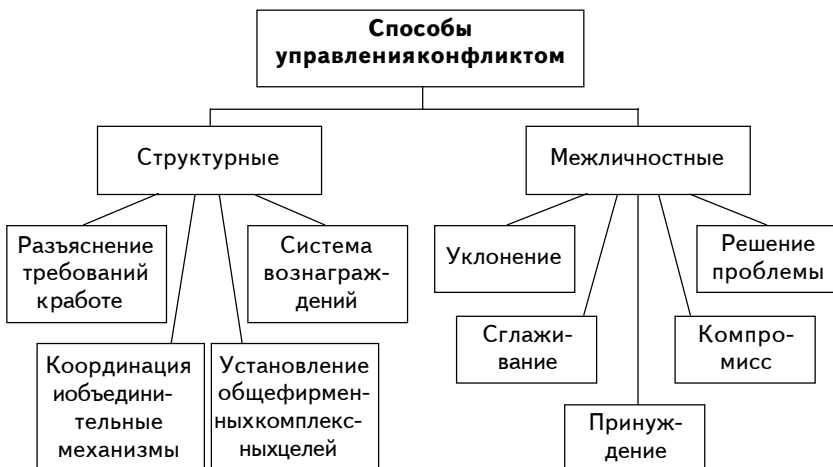 Способы
управленияконфликтом
Структурные
Межличностные
Разъяснение
требований
кработе
Система
вознаграж-
дений
Уклонение
Решение
проблемы
Координация
иобъедини-
тельные
механизмы
Установление
общефирмен-
ныхкомплекс-
ныхцелей
Сглажи-
вание
Компро-
мисс
Принуж-
дение